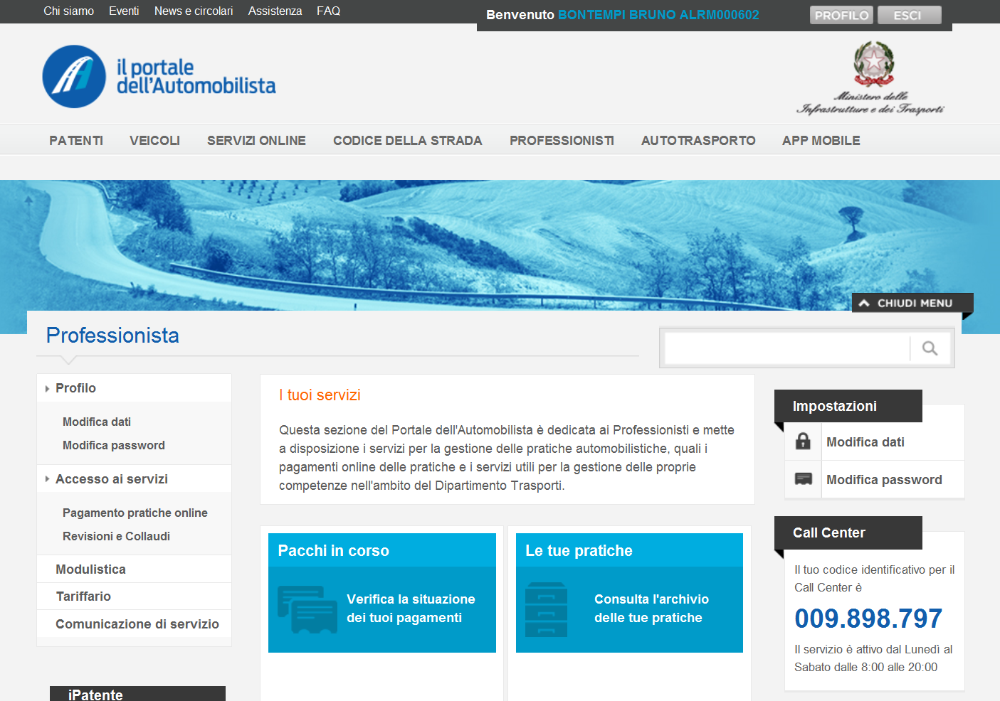 Chi siamo Eventi News e circolari Assistenza FAQ
Benvenuto BONTEMPI BRUNO ALRM000602
PROFILO ESCI
il portale
dell'Automobilista
Ministero delle
Infrastrutture e dei Trasporti
PATENTI VEICOLI SERVIZI ONLINE CODICE DELLA STRADA PROFESSIONISTI AUTOTRASPORTO APP MOBILE
CHIUDI MENU
Professionista
Profilo
Modifica dati
Modifica password
Accesso ai servizi
Pagamento pratiche online
Revisioni e Collaudi
Modulistica
Tariffario
Comunicazione di servizio
iPatente
I tuoi servizi
Questa sezione del Portale dell'Automobilista è dedicata ai Professionisti e mette
a disposizione i servizi per la gestione delle pratiche automobilistiche, quali i
pagamenti online delle pratiche e i servizi utili per la gestione delle proprie
competenze nell'ambito del Dipartimento Trasporti.
Pacchi in corso
Verifica la situazione
dei tuoi pagamenti
Le tue pratiche
Consulta l'archivio
delle tue pratiche
Impostazioni
Modifica dati
Modifica password
Call Center
Il tuo codice identificativo per il
Call Center è
009.898.797
Il servizio è attivo dal Lunedì al
Sabato dalle 8:00 alle 20:00